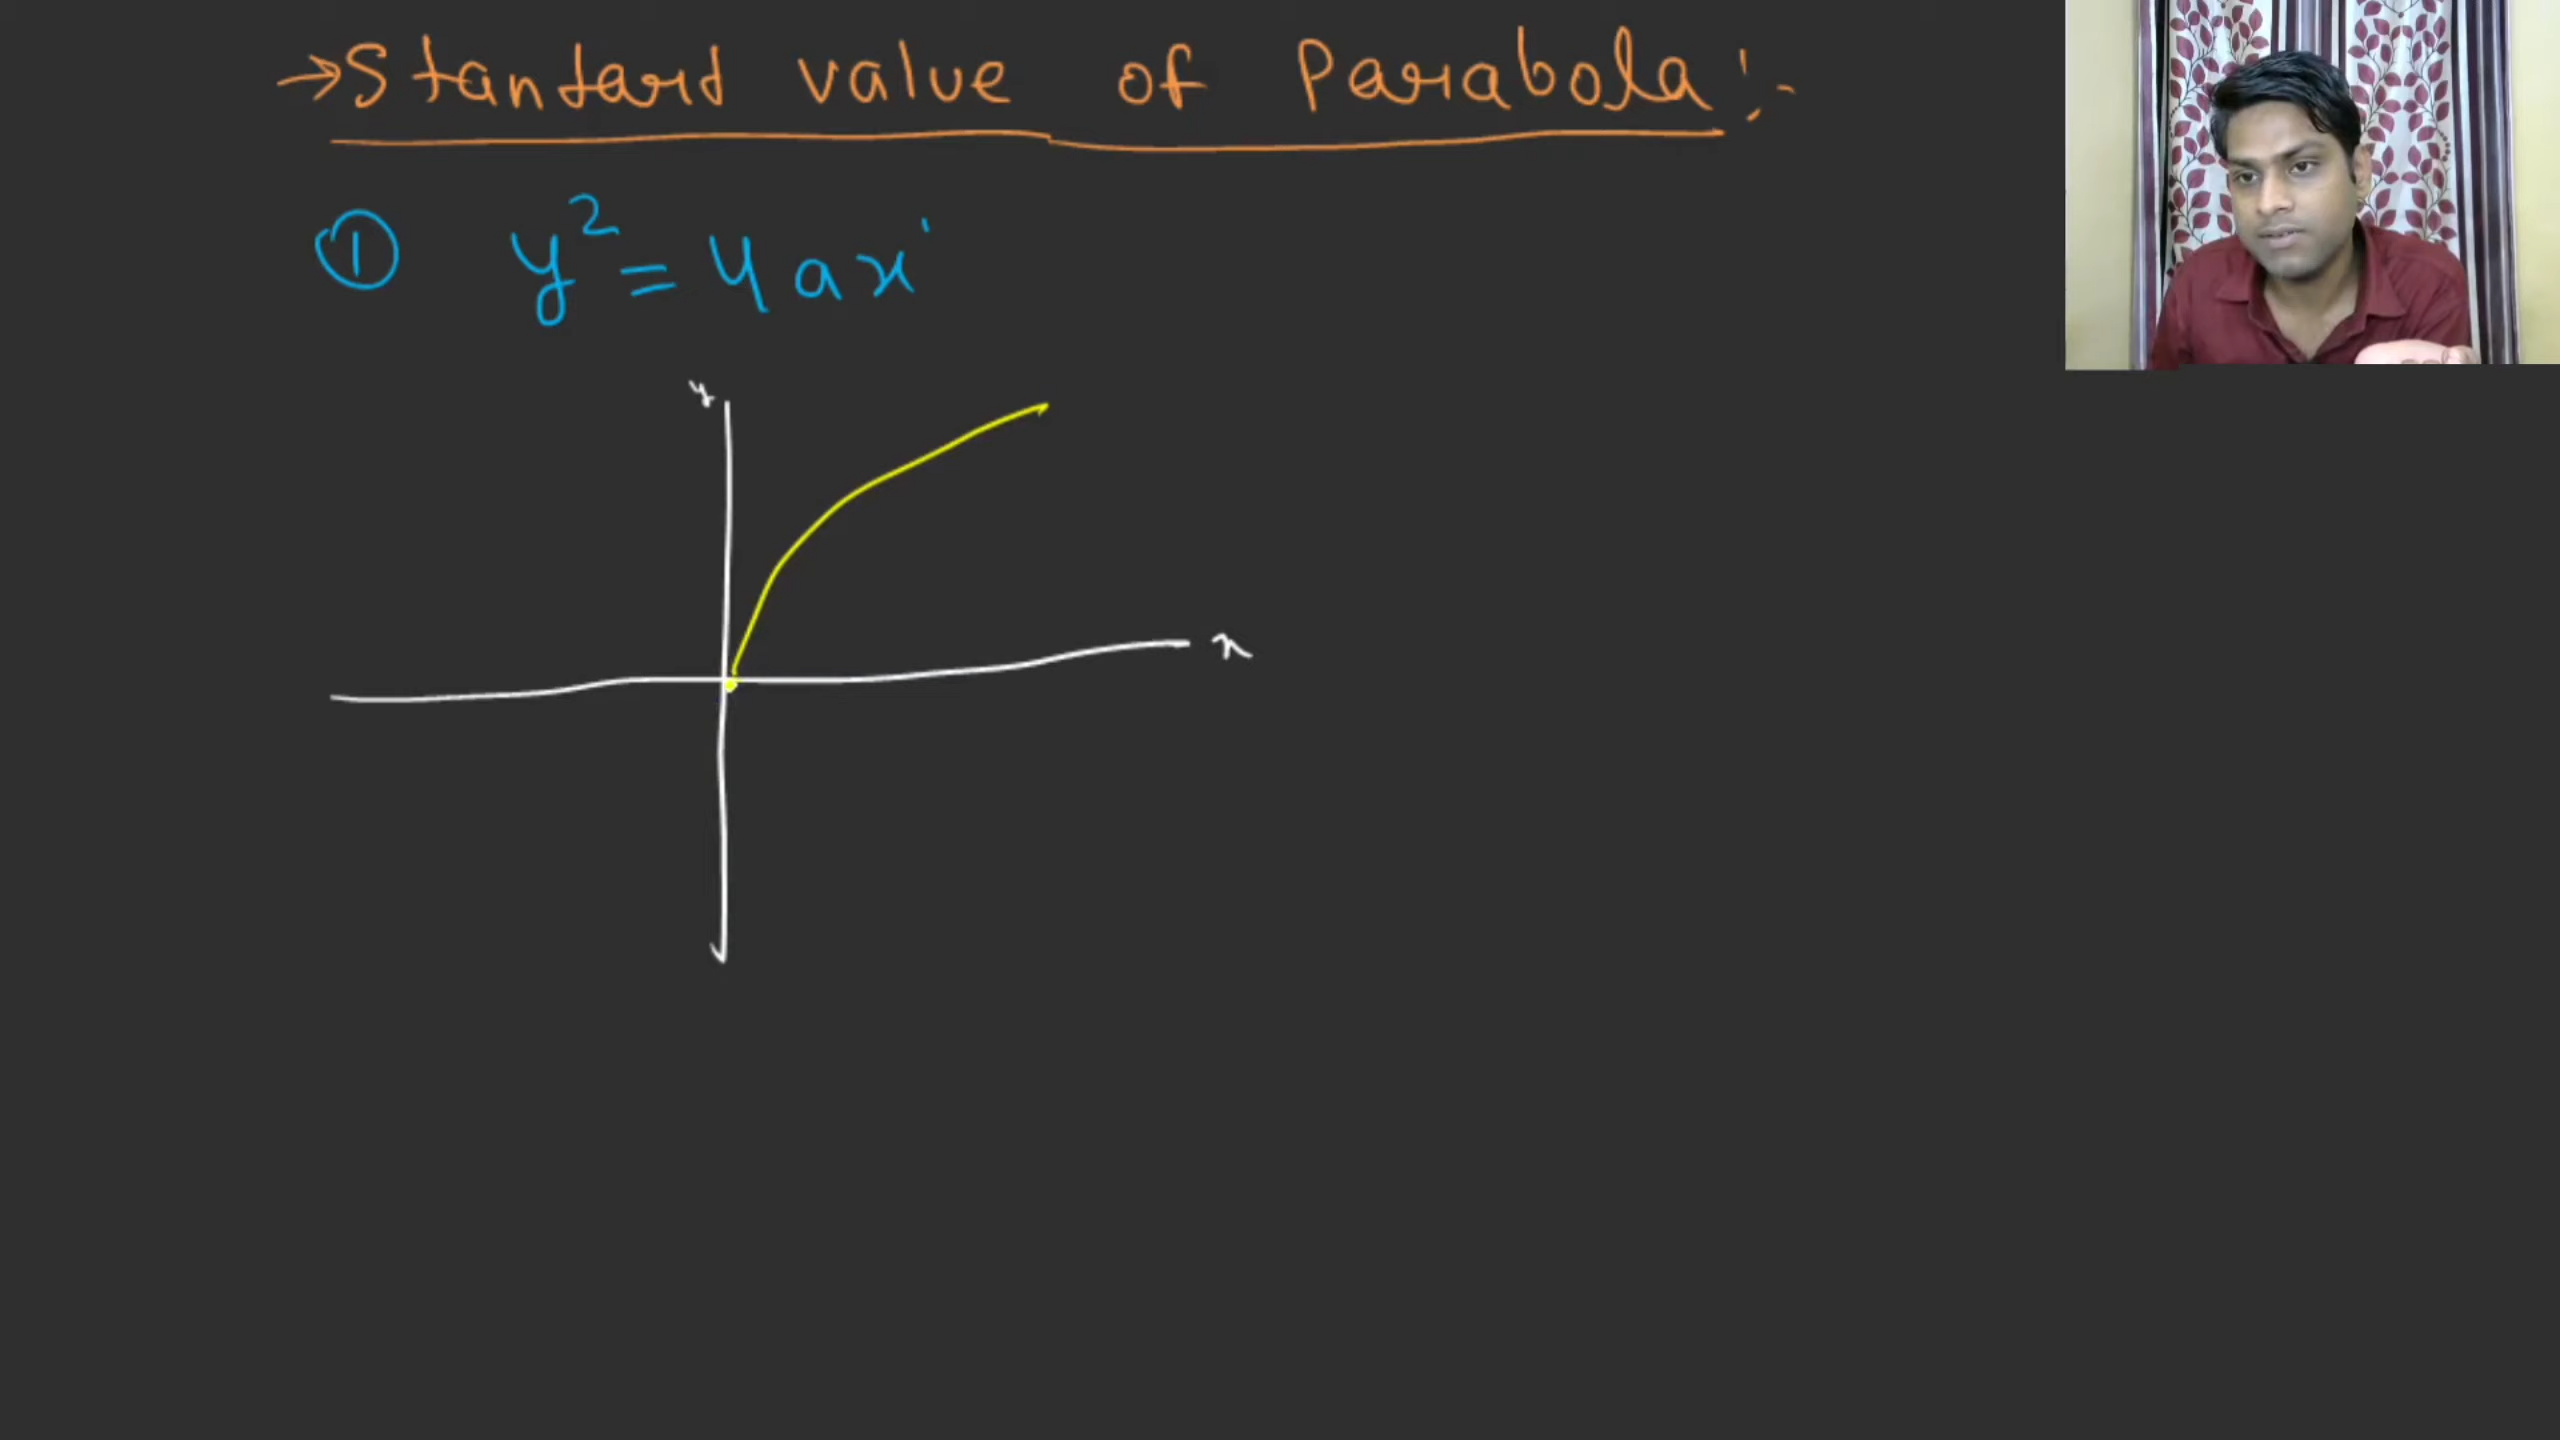 → Standard value of Parabola :-
① y² = 4ax
y
x